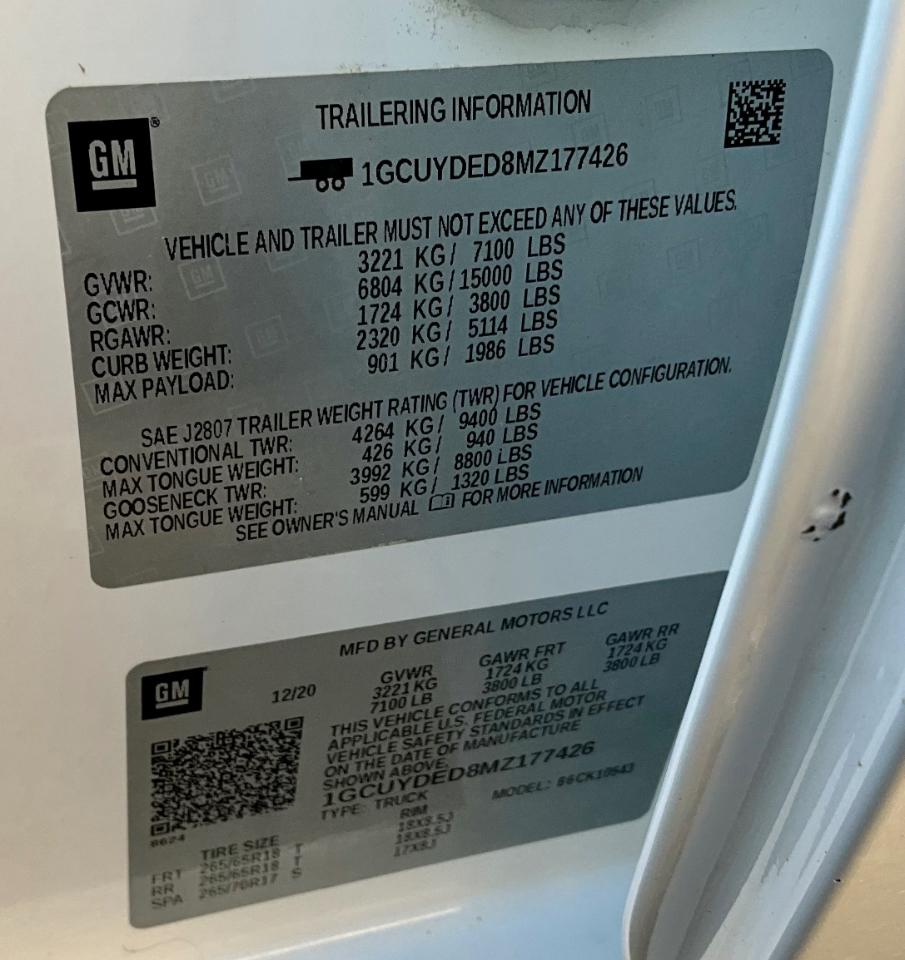 GM®
TRAILERING INFORMATION
1GCUYDED8MZ177426
VEHICLE AND TRAILER MUST NOT EXCEED ANY OF THESE VALUES.
GVWR: 3221 KG/ 7100 LBS
GCWR: 6804 KG/ 15000 LBS
RGAWR: 1724 KG/ 3800 LBS
CURB WEIGHT: 2320 KG/ 5114 LBS
MAX PAYLOAD: 901 KG/ 1986 LBS
SAE J2807 TRAILER WEIGHT RATING (TWR) FOR VEHICLE CONFIGURATION.
CONVENTIONAL TWR: 4264 KG/ 9400 LBS
MAX TONGUE WEIGHT: 426 KG/ 940 LBS
GOOSENECK TWR: 3992 KG/ 8800 LBS
MAX TONGUE WEIGHT: 599 KG/ 1320 LBS
SEE OWNER'S MANUAL FOR MORE INFORMATION
GM
MFD BY GENERAL MOTORS LLC
12/20 GVWR GAWR FRT GAWR RR
3221 KG 1724 KG 1724 KG
7100 LB 3800 LB 3800 LB
THIS VEHICLE CONFORMS TO ALL
APPLICABLE U.S. FEDERAL MOTOR
VEHICLE SAFETY STANDARDS IN EFFECT
ON THE DATE OF MANUFACTURE
SHOWN ABOVE.
1GCUYDED8MZ177426
TYPE: TRUCK MODEL:
8624
TIRE SIZE RIM
FRT 265/65R18 T 18X8.5J
RR 265/65R18 T 18X8.5J
SPA 265/70R17 S 17X8J